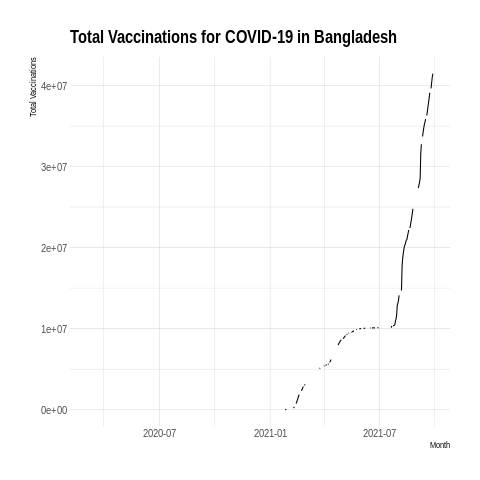 Total Vaccinations for COVID-19 in Bangladesh
Total Vaccinations
4e+07
3e+07
2e+07
1e+07
0e+00
2020-07 2021-01 2021-07
Month